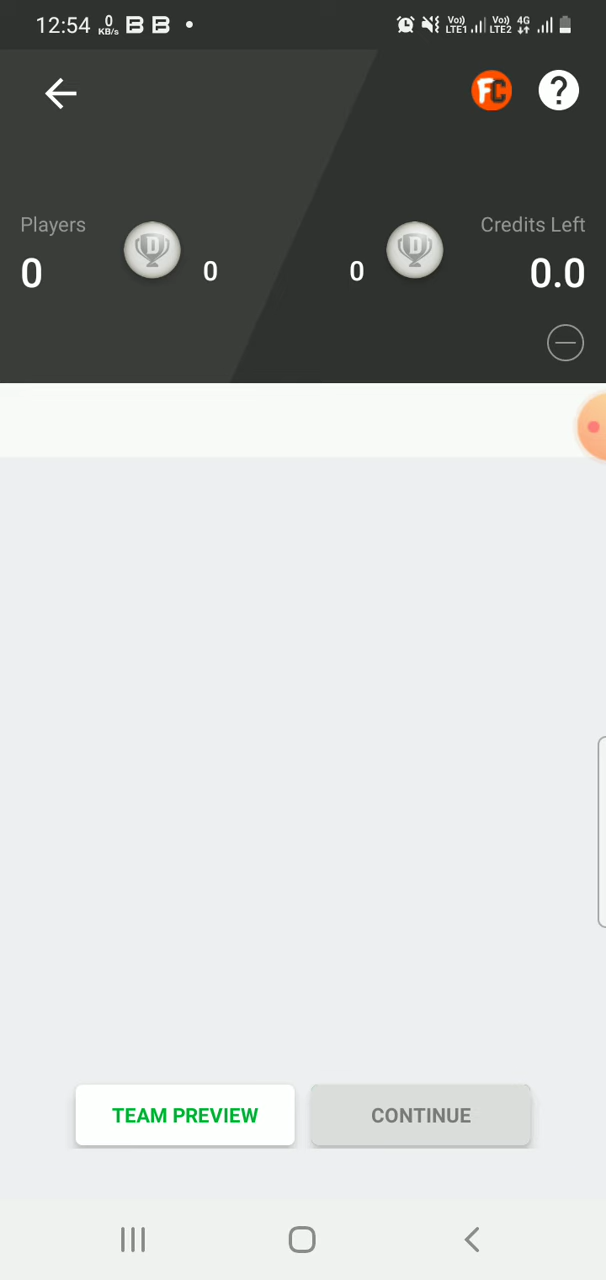 12:54 0 KB/s B B Vo) LTE1 Vo) LTE2 4G
FC ?
Players D 0 0 D Credits Left
0 0.0
TEAM PREVIEW CONTINUE